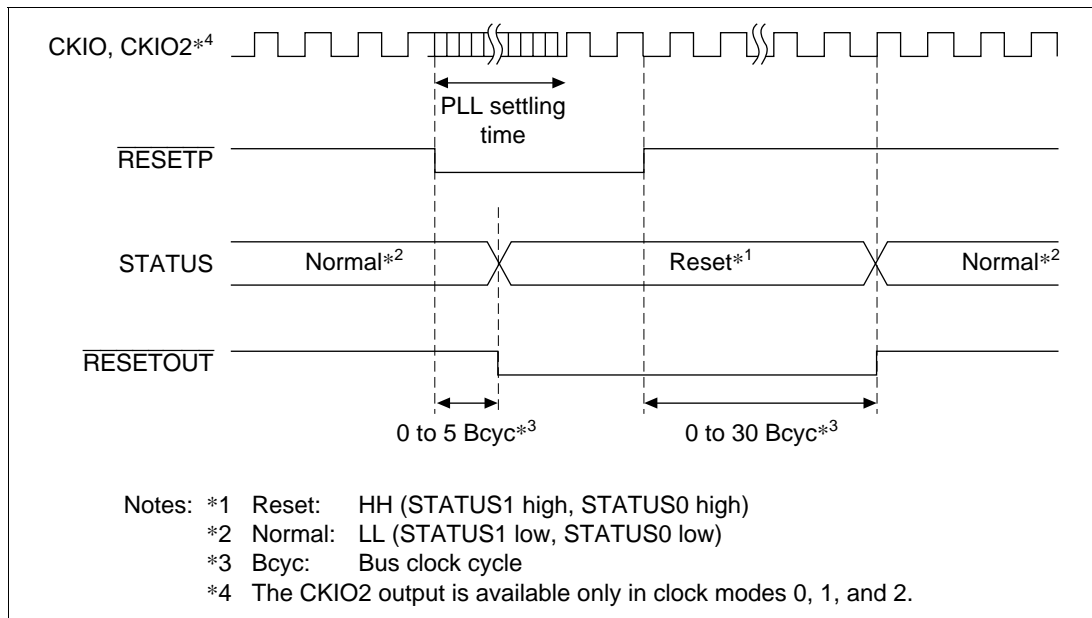 CKIO, CKIO2*4
PLL settling
time
RESETP
STATUS
Normal*2
Reset*1
Normal*2
RESETOUT
0 to 5 Bcyc*3
0 to 30 Bcyc*3
Notes: *1 Reset: HH (STATUS1 high, STATUS0 high)
*2 Normal: LL (STATUS1 low, STATUS0 low)
*3 Bcyc: Bus clock cycle
*4 The CKIO2 output is available only in clock modes 0, 1, and 2.